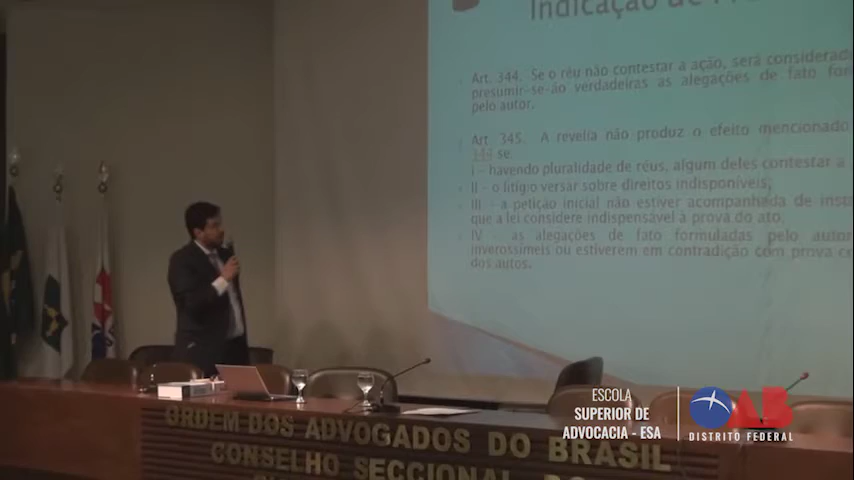 Indicação de
Art. 344. Se o réu não contestar a ação, será considerado
presumir-se-ão verdadeiras as alegações de fato
pelo autor.
Art. 345. A revelia não produz o efeito mencionado
344 se:
I - havendo pluralidade de réus, algum deles contestar a
II - o litígio versar sobre direitos indisponíveis;
III - a petição inicial não estiver acompanhada de
que a lei considere indispensável à prova do ato;
IV - as alegações de fato formuladas pelo autor
inverossímeis ou estiverem em contradição com prova
dos autos.
ESCOLA
SUPERIOR DE
ADVOCACIA - ESA
OAB
DISTRITO FEDERAL
ORDEM DOS ADVOGADOS DO BRASIL
CONSELHO SECCIONAL DO